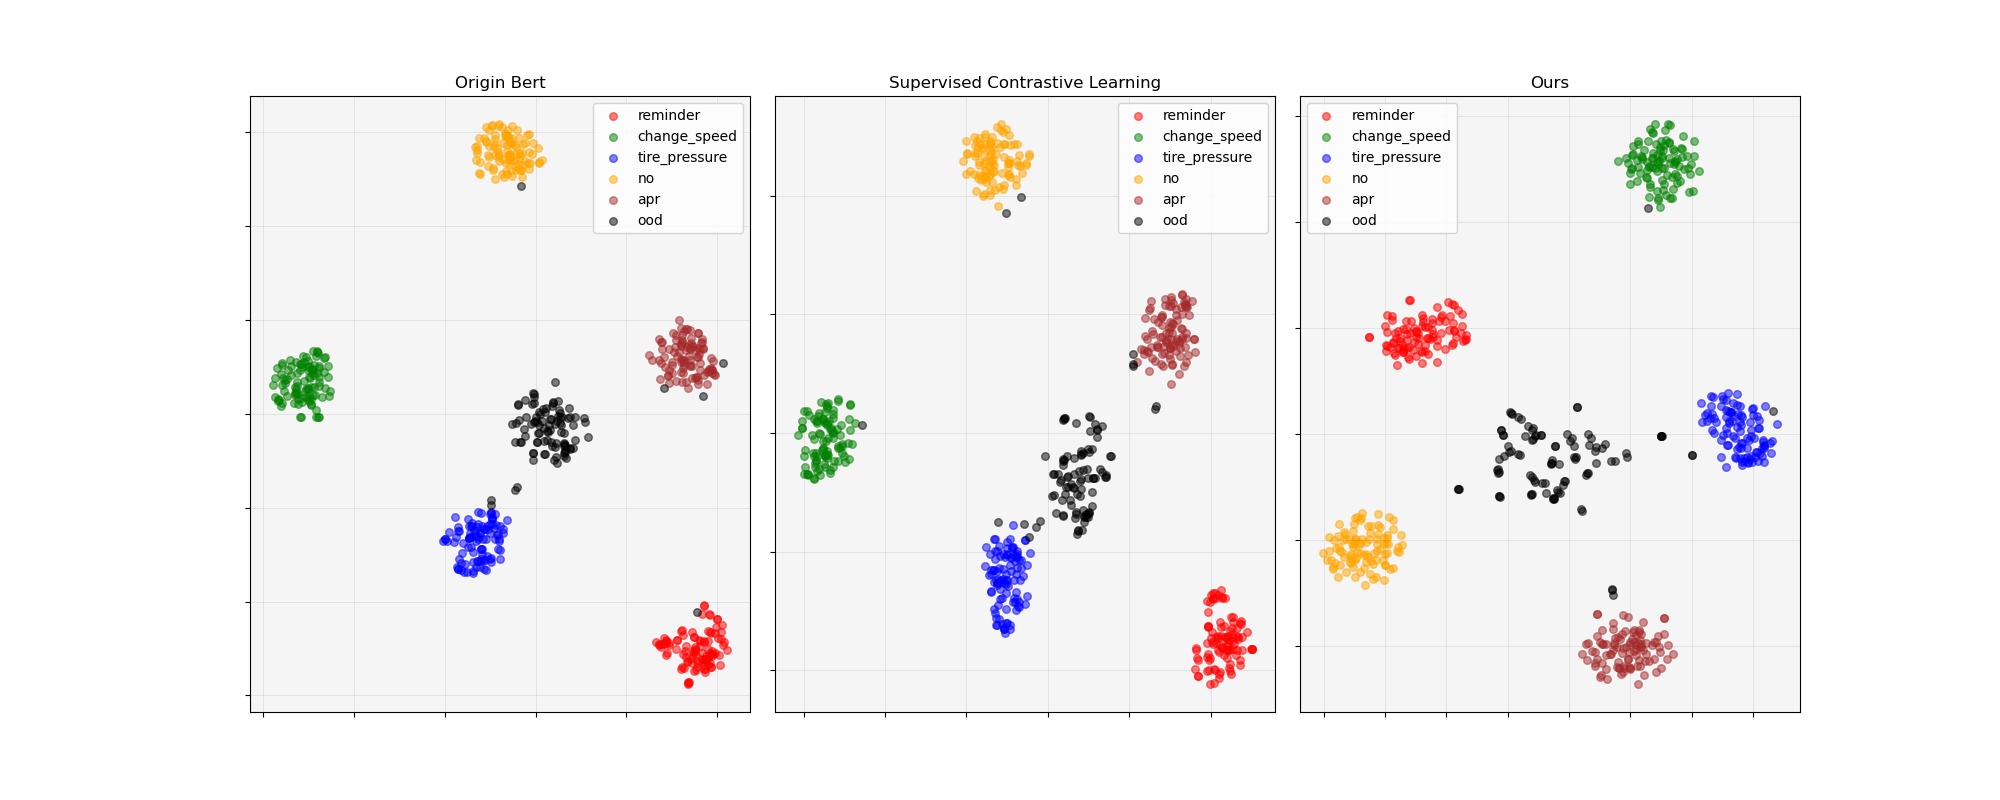 Origin Bert
reminder
change_speed
tire_pressure
no
apr
ood
Supervised Contrastive Learning
reminder
change_speed
tire_pressure
no
apr
ood
Ours
reminder
change_speed
tire_pressure
no
apr
ood